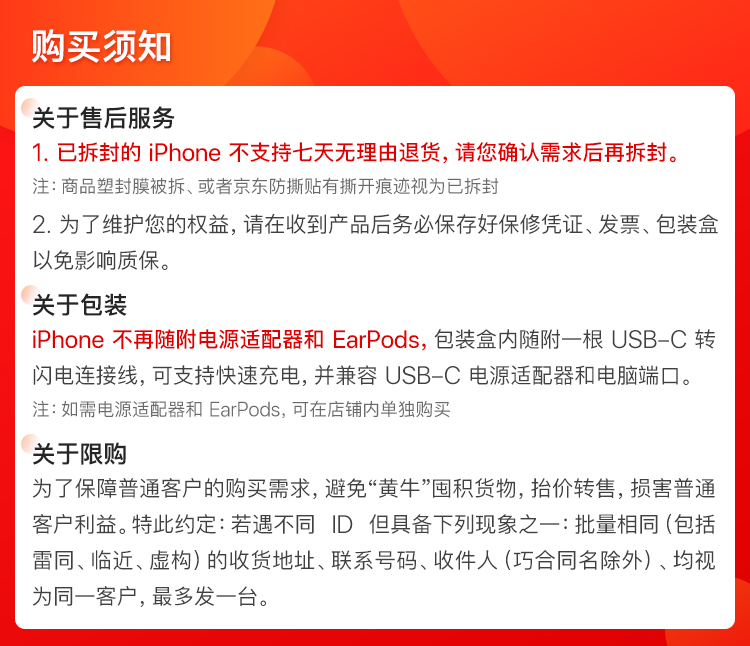 购买须知
关于售后服务
1. 已拆封的 iPhone 不支持七天无理由退货，请您确认需求后再拆封。
注：商品塑封膜被拆、或者京东防撕贴有撕开痕迹视为已拆封
2. 为了维护您的权益，请在收到产品后务必保存好保修凭证、发票、包装盒
以免影响质保。
关于包装
iPhone 不再随附电源适配器和 EarPods，包装盒内随附一根 USB-C 转
闪电连接线，可支持快速充电，并兼容 USB-C 电源适配器和电脑端口。
注：如需电源适配器和 EarPods，可在店铺内单独购买
关于限购
为了保障普通客户的购买需求，避免“黄牛”囤积货物，抬价转售，损害普通
客户利益。特此约定：若遇不同 ID 但具备下列现象之一：批量相同（包括
雷同、临近、虚构）的收货地址、联系号码、收件人（巧合同名除外）、均视
为同一客户，最多发一台。